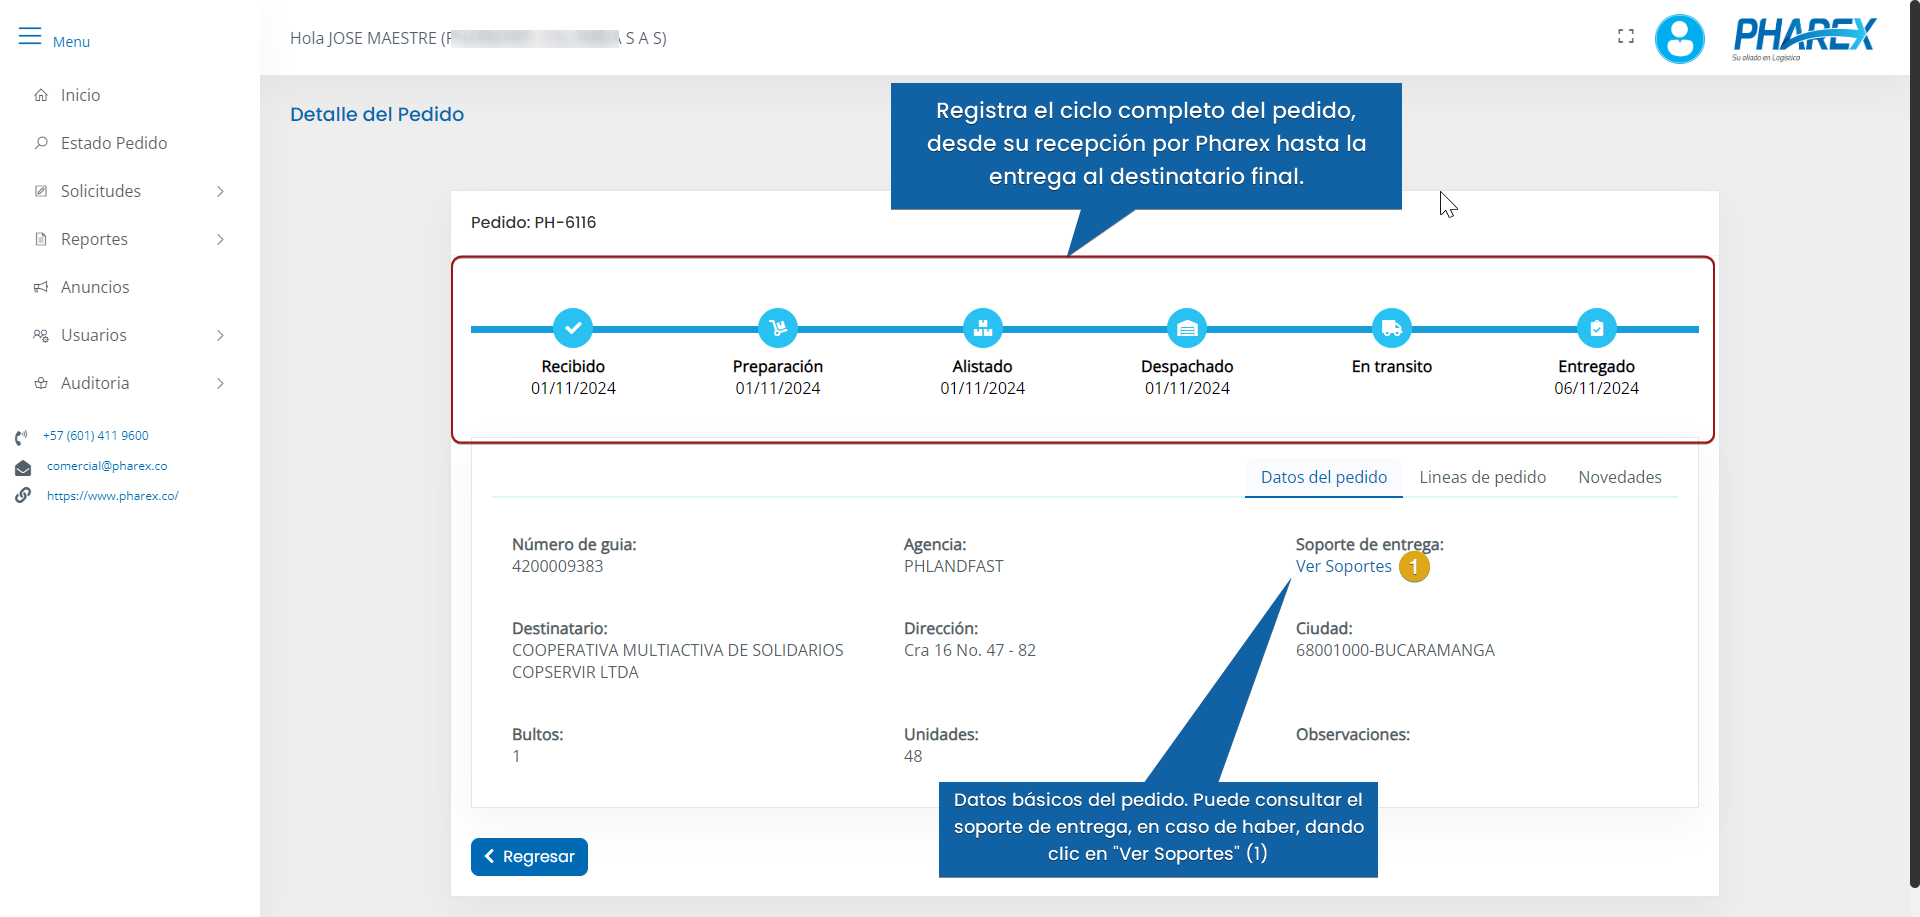 Menu
Hola JOSE MAESTRE (
S A S)
PHAREX
Su aliado en Logística
Inicio
Estado Pedido
Solicitudes
Reportes
Anuncios
Usuarios
Auditoria
+57 (601) 411 9600
comercial@pharex.co
https://www.pharex.co/
Detalle del Pedido
Registra el ciclo completo del pedido,
desde su recepción por Pharex hasta la
entrega al destinatario final.
Pedido: PH-6116
Recibido
01/11/2024
Preparación
01/11/2024
Alistado
01/11/2024
Despachado
01/11/2024
En transito
Entregado
06/11/2024
Datos del pedido
Lineas de pedido
Novedades
Número de guia:
4200009383
Agencia:
PHLANDFAST
Soporte de entrega:
Ver Soportes 1
Destinatario:
COOPERATIVA MULTIACTIVA DE SOLIDARIOS
COPSERVIR LTDA
Dirección:
Cra 16 No. 47 - 82
Ciudad:
68001000-BUCARAMANGA
Bultos:
1
Unidades:
48
Observaciones:
Datos básicos del pedido. Puede consultar el
soporte de entrega, en caso de haber, dando
clic en "Ver Soportes" (1)
Regresar